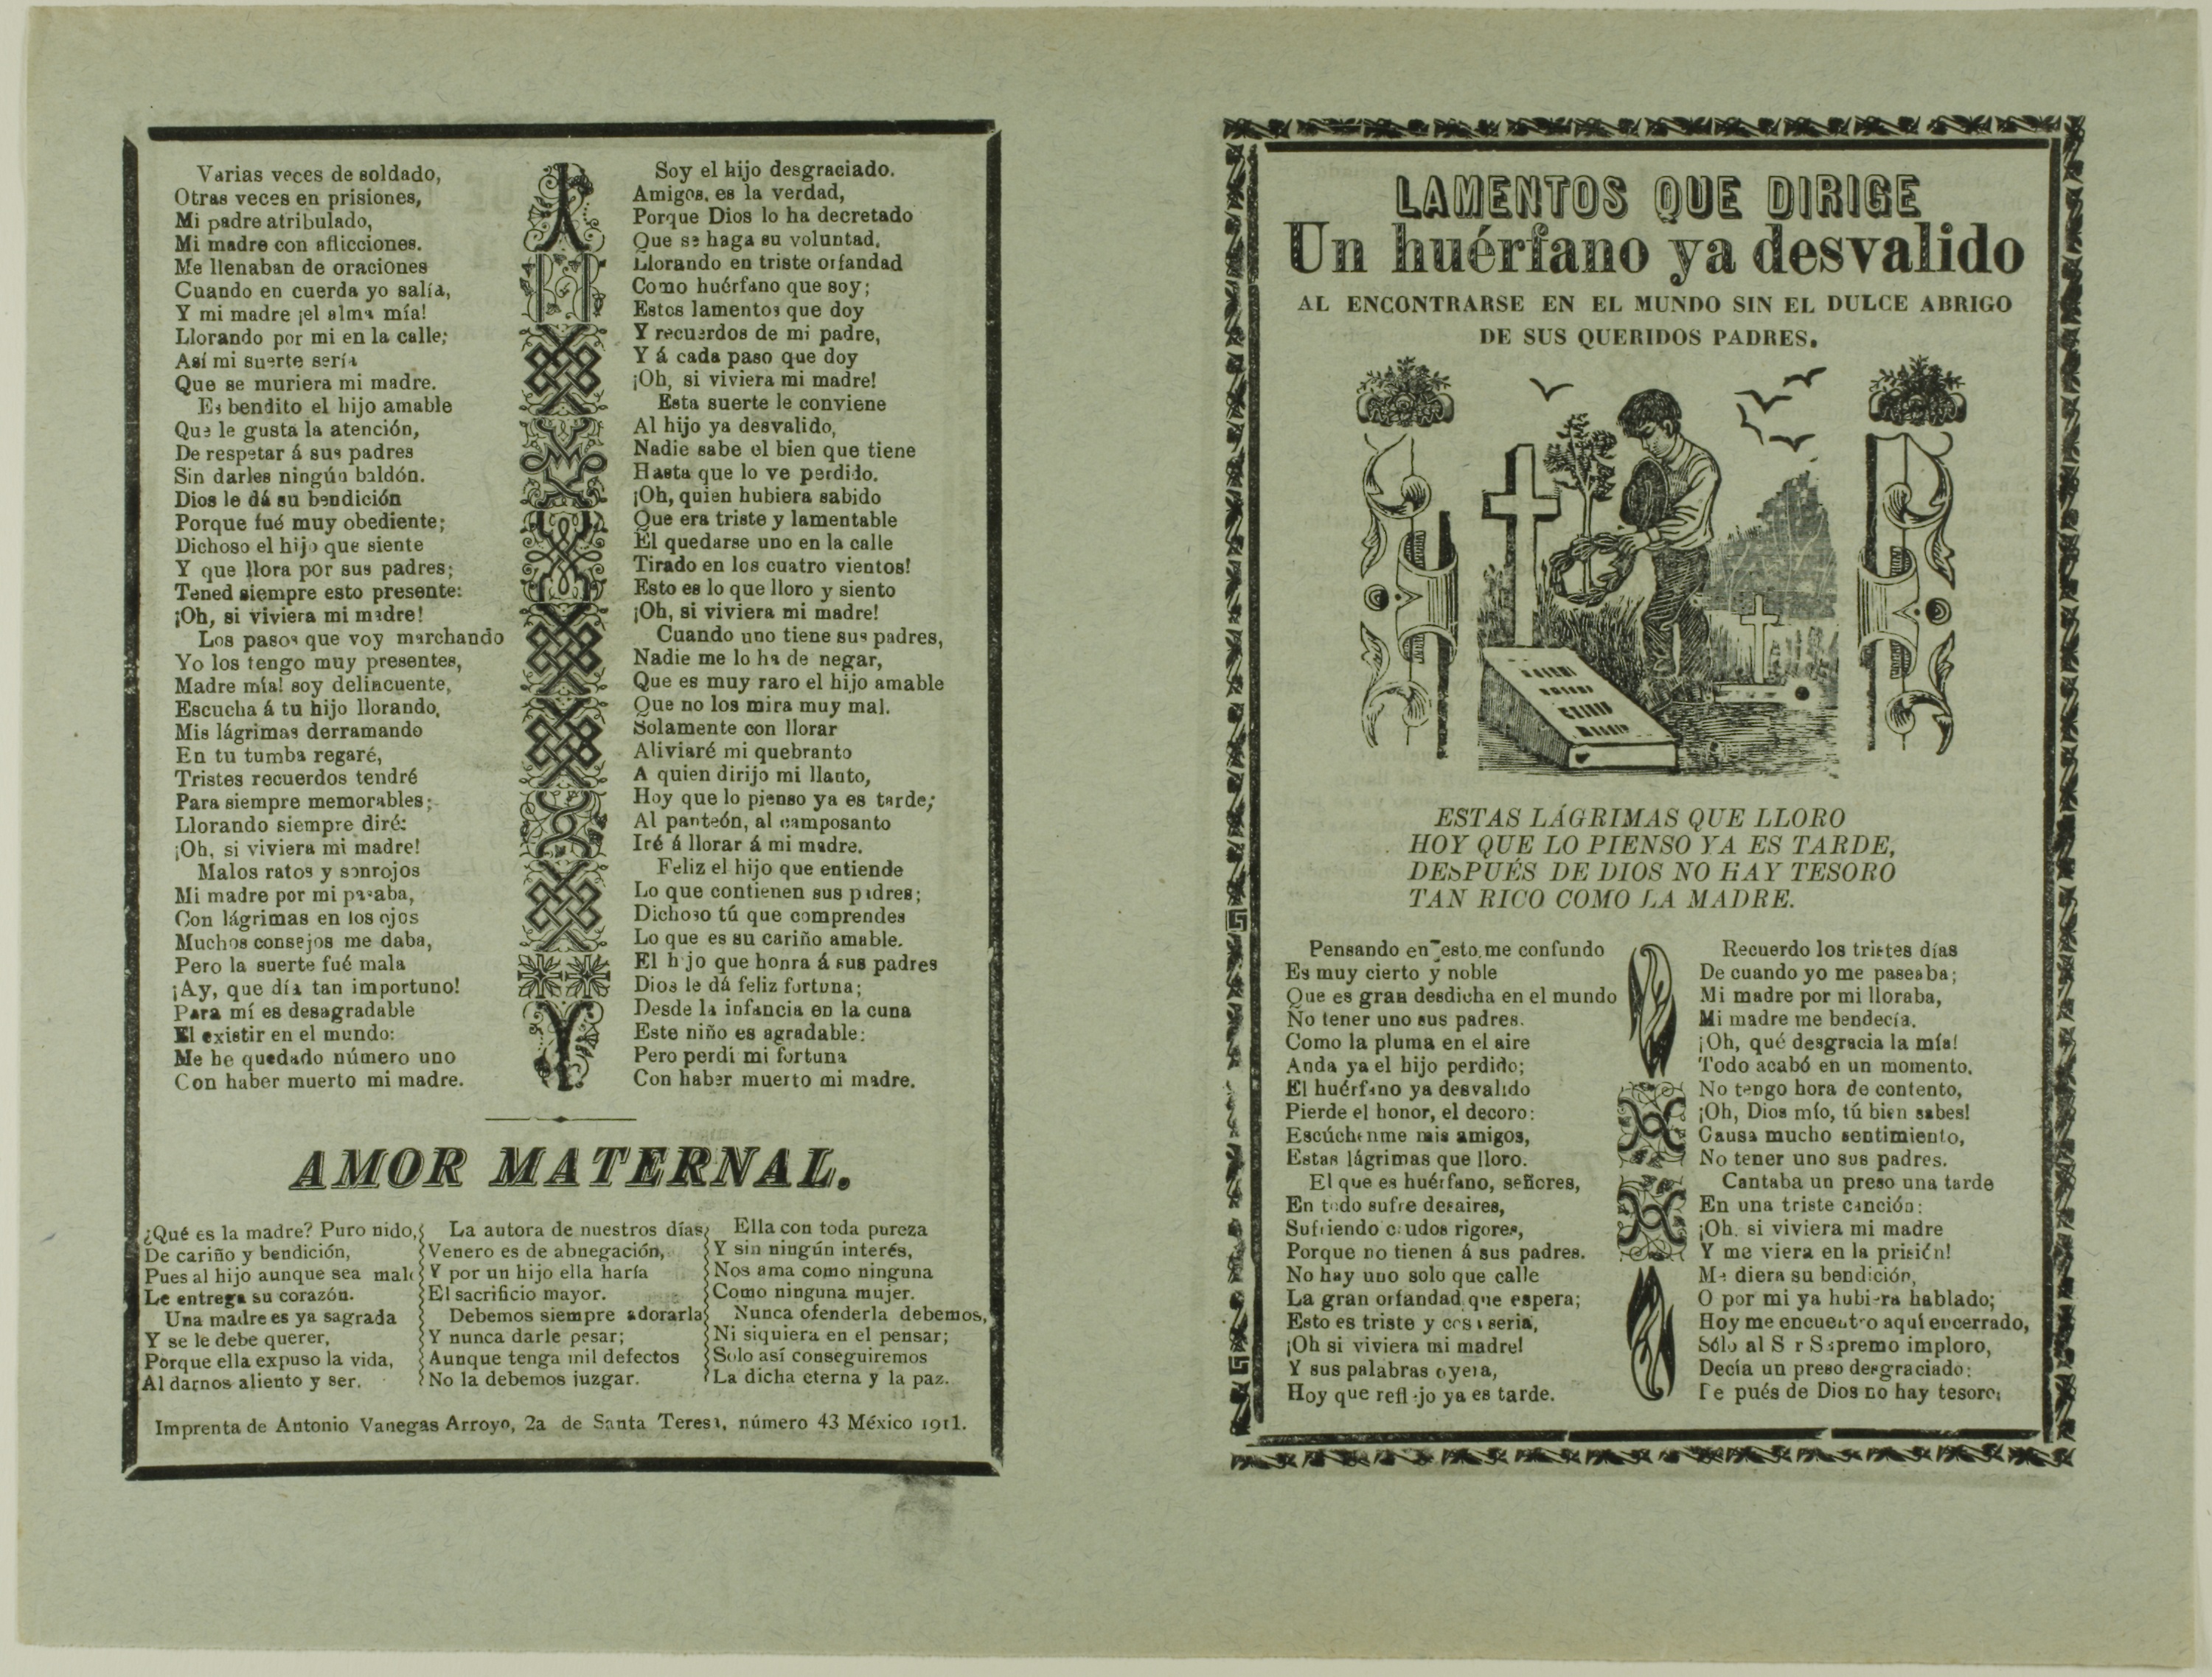 Varias veces de soldado,
Otras veces en prisiones,
Mi padre atribulado,
Mi madre con aflicciones.
Me llenaban de oraciones
Cuando en cuerda yo salía,
Y mi madre ¡el alma mía!
Llorando por mi en la calle;
Así mi suerte sería
Que se muriera mi madre.
Es bendito el hijo amable
Que le gusta la atención,
De respetar á sus padres
Sin darles ningún baldón.
Dios le dá su bendición
Porque fué muy obediente;
Dichoso el hijo que siente
Y que llora por sus padres;
Tened siempre esto presente:
¡Oh, si viviera mi madre!
Los pasos que voy marchando
Yo los tengo muy presentes,
Madre mía! soy delincuente,
Escucha á tu hijo llorando,
Mis lágrimas derramando
En tu tumba regaré,
Tristes recuerdos tendré
Para siempre memorables;
Llorando siempre diré:
¡Oh, si viviera mi madre!
Malos ratos y sonrojos
Mi madre por mi pasaba,
Con lágrimas en los ojos
Muchos consejos me daba,
Pero la suerte fué mala
¡Ay, que día tan importuno!
Para mí es desagradable
El existir en el mundo:
Me he quedado número uno
Con haber muerto mi madre.
Soy el hijo desgraciado.
Amigos, es la verdad,
Porque Dios lo ha decretado
Que se haga su voluntad,
Llorando en triste orfandad
Como huérfano que soy;
Estos lamentos que doy
Y recuerdos de mi padre,
Y á cada paso que doy
¡Oh, si viviera mi madre!
Esta suerte le conviene
Al hijo ya desvalido,
Nadie sabe el bien que tiene
Hasta que lo ve perdido.
¡Oh, quien hubiera sabido
Que era triste y lamentable
El quedarse uno en la calle
Tirado en los cuatro vientos!
Esto es lo que lloro y siento
¡Oh, si viviera mi madre!
Cuando uno tiene sus padres,
Nadie me lo ha de negar,
Que es muy raro el hijo amable
Que no los mira muy mal.
Solamente con llorar
Aliviaré mi quebranto
A quien dirijo mi llanto,
Hoy que lo pienso ya es tarde;
Al panteón, al camposanto
Iré á llorar á mi madre.
Feliz el hijo que entiende
Lo que contienen sus padres;
Dichoso tú que comprendes
Lo que es su cariño amable.
El hijo que honra á sus padres
Dios le dá feliz fortuna;
Desde la infancia en la cuna
Este niño es agradable:
Pero perdi mi fortuna
Con haber muerto mi madre.
AMOR MATERNAL.
¿Qué es la madre? Puro nido,
De cariño y bendición,
Pues al hijo aunque sea malo
Le entrega su corazón.
Una madre es ya sagrada
Y se le debe querer,
Porque ella expuso la vida,
Al darnos aliento y ser.
La autora de nuestros días
Venero es de abnegación,
Y por un hijo ella haría
El sacrificio mayor.
Debemos siempre adorarla
Y nunca darle pesar;
Aunque tenga mil defectos
No la debemos juzgar.
Ella con toda pureza
Y sin ningún interés,
Nos ama como ninguna
Como ninguna mujer.
Nunca ofenderla debemos,
Ni siquiera en el pensar;
Solo así conseguiremos
La dicha eterna y la paz.
Imprenta de Antonio Vanegas Arroyo, 2a de Santa Teresa, número 43 México 1911.
LAMENTOS QUE DIRIGE
Un huérfano ya desvalido
AL ENCONTRARSE EN EL MUNDO SIN EL DULCE ABRIGO
DE SUS QUERIDOS PADRES.
ESTAS LÁGRIMAS QUE LLORO
HOY QUE LO PIENSO YA ES TARDE,
DESPUÉS DE DIOS NO HAY TESORO
TAN RICO COMO LA MADRE.
Pensando en esto, me confundo
Es muy cierto y noble
Que es gran desdicha en el mundo
No tener uno sus padres.
Como la pluma en el aire
Anda ya el hijo perdido;
El huérfano ya desvalido
Pierde el honor, el decoro:
Escúchenme mis amigos,
Estas lágrimas que lloro.
El que es huérfano, señores,
En todo sufre desaires,
Sufriendo crudos rigores,
Porque no tienen á sus padres.
No hay uno solo que calle
La gran orfandad que espera;
Esto es triste y cosa seria,
¡Oh si viviera mi madre!
Y sus palabras oyera,
Hoy que reflejo ya es tarde.
Recuerdo los tristes días
De cuando yo me paseaba;
Mi madre por mi lloraba,
Mi madre me bendecía.
¡Oh, qué desgracia la mía!
Todo acabó en un momento.
No tengo hora de contento,
¡Oh, Dios mío, tú bien sabes!
Causa mucho sentimiento,
No tener uno sus padres.
Cantaba un preso una tarde
En una triste canción:
¡Oh, si viviera mi madre
Y me viera en la prisión!
Me diera su bendición,
O por mi ya hubiera hablado;
Hoy me encuentro aquí encerrado,
Sólo al Ser Supremo imploro,
Decía un preso desgraciado:
Después de Dios no hay tesoro,